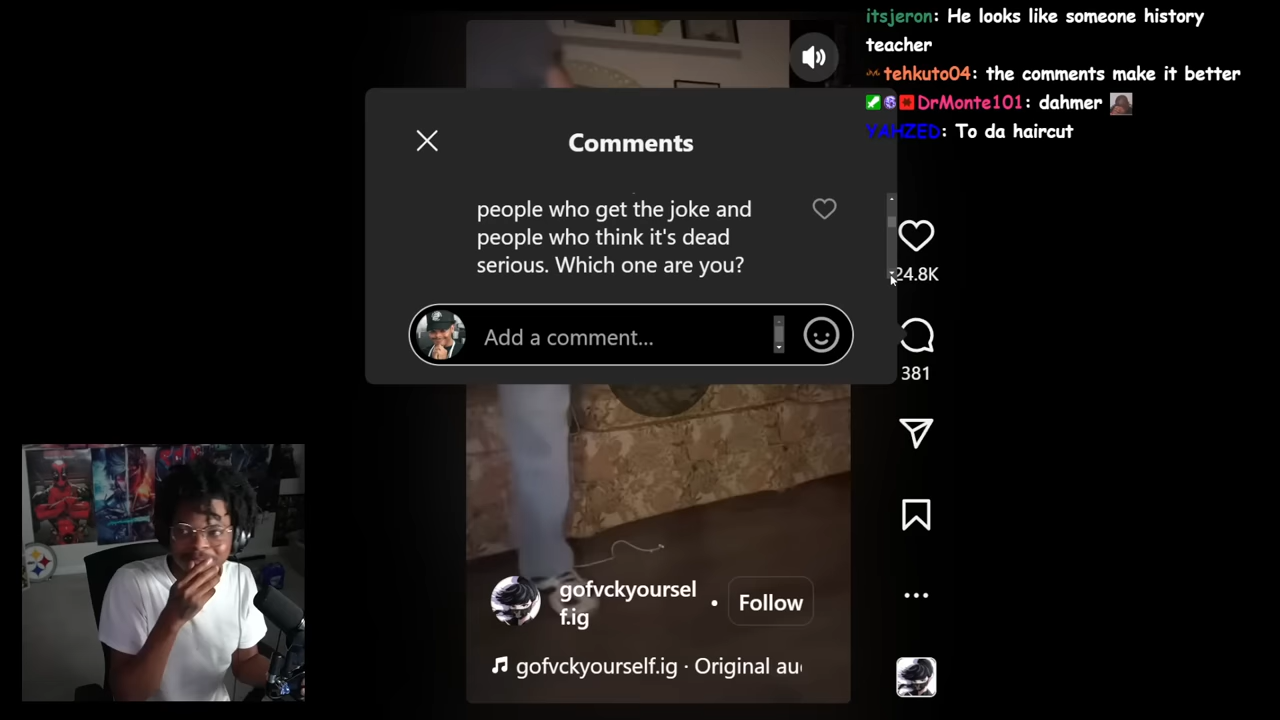 itsjeron: He looks like someone history
teacher
tehkuto04: the comments make it better
DrMonte101: dahmer
YAHZED: To da haircut
Comments
people who get the joke and
people who think it's dead
serious. Which one are you?
Add a comment...
24.8K
381
gofvckyoursel
f.ig
• Follow
gofvckyourself.ig · Original au